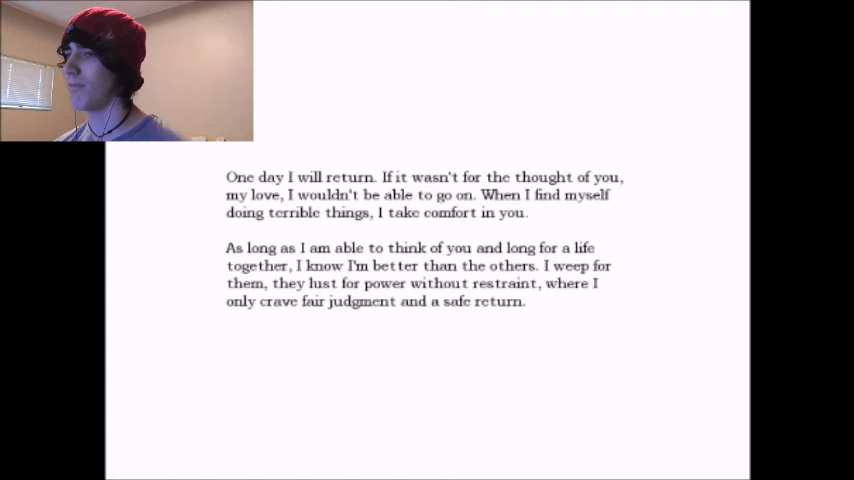 One day I will return. If it wasn't for the thought of you,
my love, I wouldn't be able to go on. When I find myself
doing terrible things, I take comfort in you.
As long as I am able to think of you and long for a life
together, I know I'm better than the others. I weep for
them, they lust for power without restraint, where I
only crave fair judgment and a safe return.